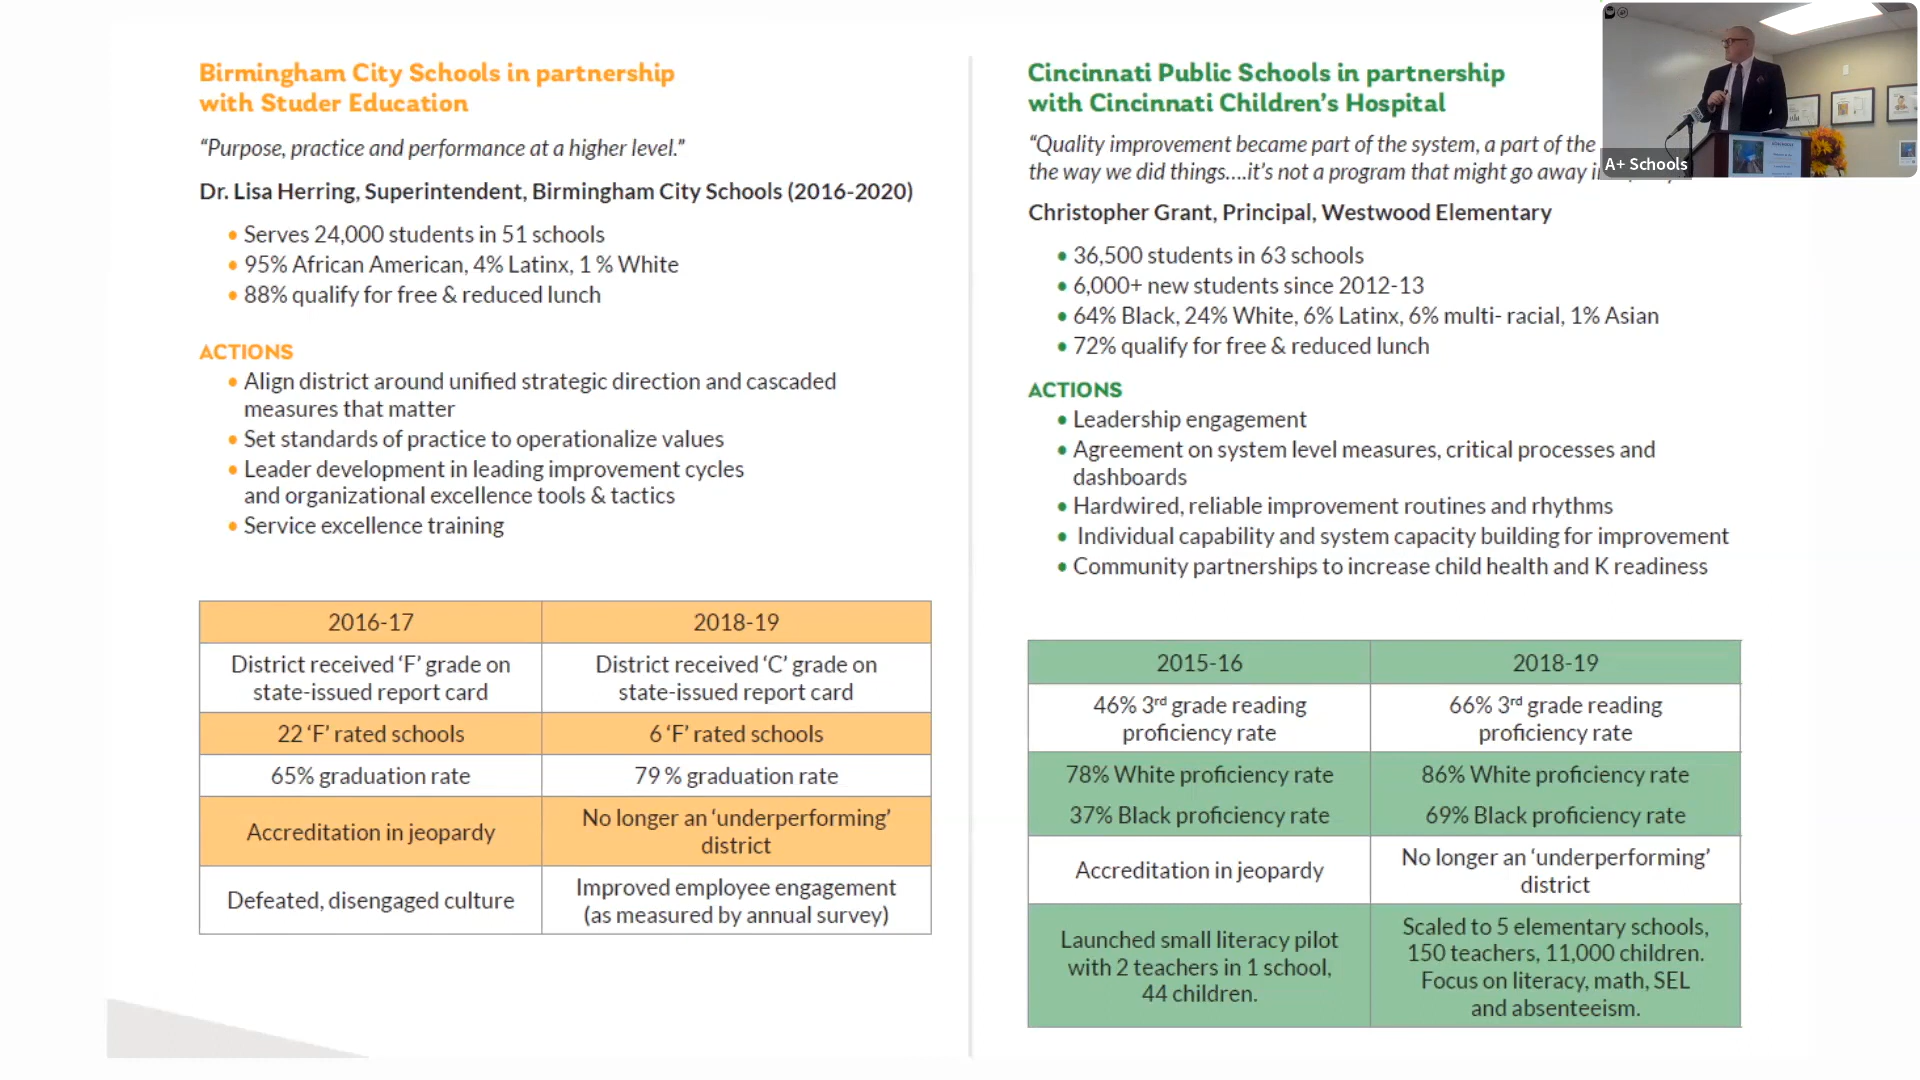 Birmingham City Schools in partnership
with Studer Education
“Purpose, practice and performance at a higher level.”
Dr. Lisa Herring, Superintendent, Birmingham City Schools (2016-2020)
• Serves 24,000 students in 51 schools
• 95% African American, 4% Latinx, 1 % White
• 88% qualify for free & reduced lunch
ACTIONS
• Align district around unified strategic direction and cascaded
measures that matter
• Set standards of practice to operationalize values
• Leader development in leading improvement cycles
and organizational excellence tools & tactics
• Service excellence training
2016-17 2018-19
District received ‘F’ grade on District received ‘C’ grade on
state-issued report card state-issued report card
22 ‘F’ rated schools 6 ‘F’ rated schools
65% graduation rate 79 % graduation rate
Accreditation in jeopardy No longer an ‘underperforming’
district
Defeated, disengaged culture Improved employee engagement
(as measured by annual survey)
Cincinnati Public Schools in partnership
with Cincinnati Children’s Hospital
“Quality improvement became part of the system, a part of the
the way we did things....it’s not a program that might go away
Christopher Grant, Principal, Westwood Elementary
• 36,500 students in 63 schools
• 6,000+ new students since 2012-13
• 64% Black, 24% White, 6% Latinx, 6% multi- racial, 1% Asian
• 72% qualify for free & reduced lunch
ACTIONS
• Leadership engagement
• Agreement on system level measures, critical processes and
dashboards
• Hardwired, reliable improvement routines and rhythms
• Individual capability and system capacity building for improvement
• Community partnerships to increase child health and K readiness
2015-16 2018-19
46% 3rd grade reading 66% 3rd grade reading
proficiency rate proficiency rate
78% White proficiency rate 86% White proficiency rate
37% Black proficiency rate 69% Black proficiency rate
Accreditation in jeopardy No longer an ‘underperforming’
district
Launched small literacy pilot Scaled to 5 elementary schools,
with 2 teachers in 1 school, 150 teachers, 11,000 children.
44 children. Focus on literacy, math, SEL
and absenteeism.
A+ Schools